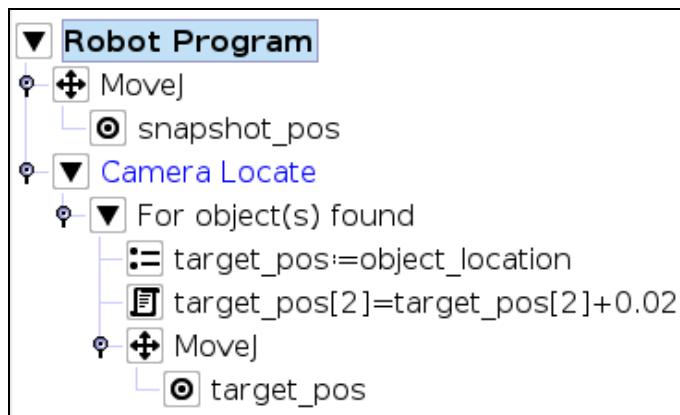 Robot Program
MoveJ
snapshot_pos
Camera Locate
For object(s) found
target_pos:=object_location
target_pos[2]=target_pos[2]+0.02
MoveJ
target_pos